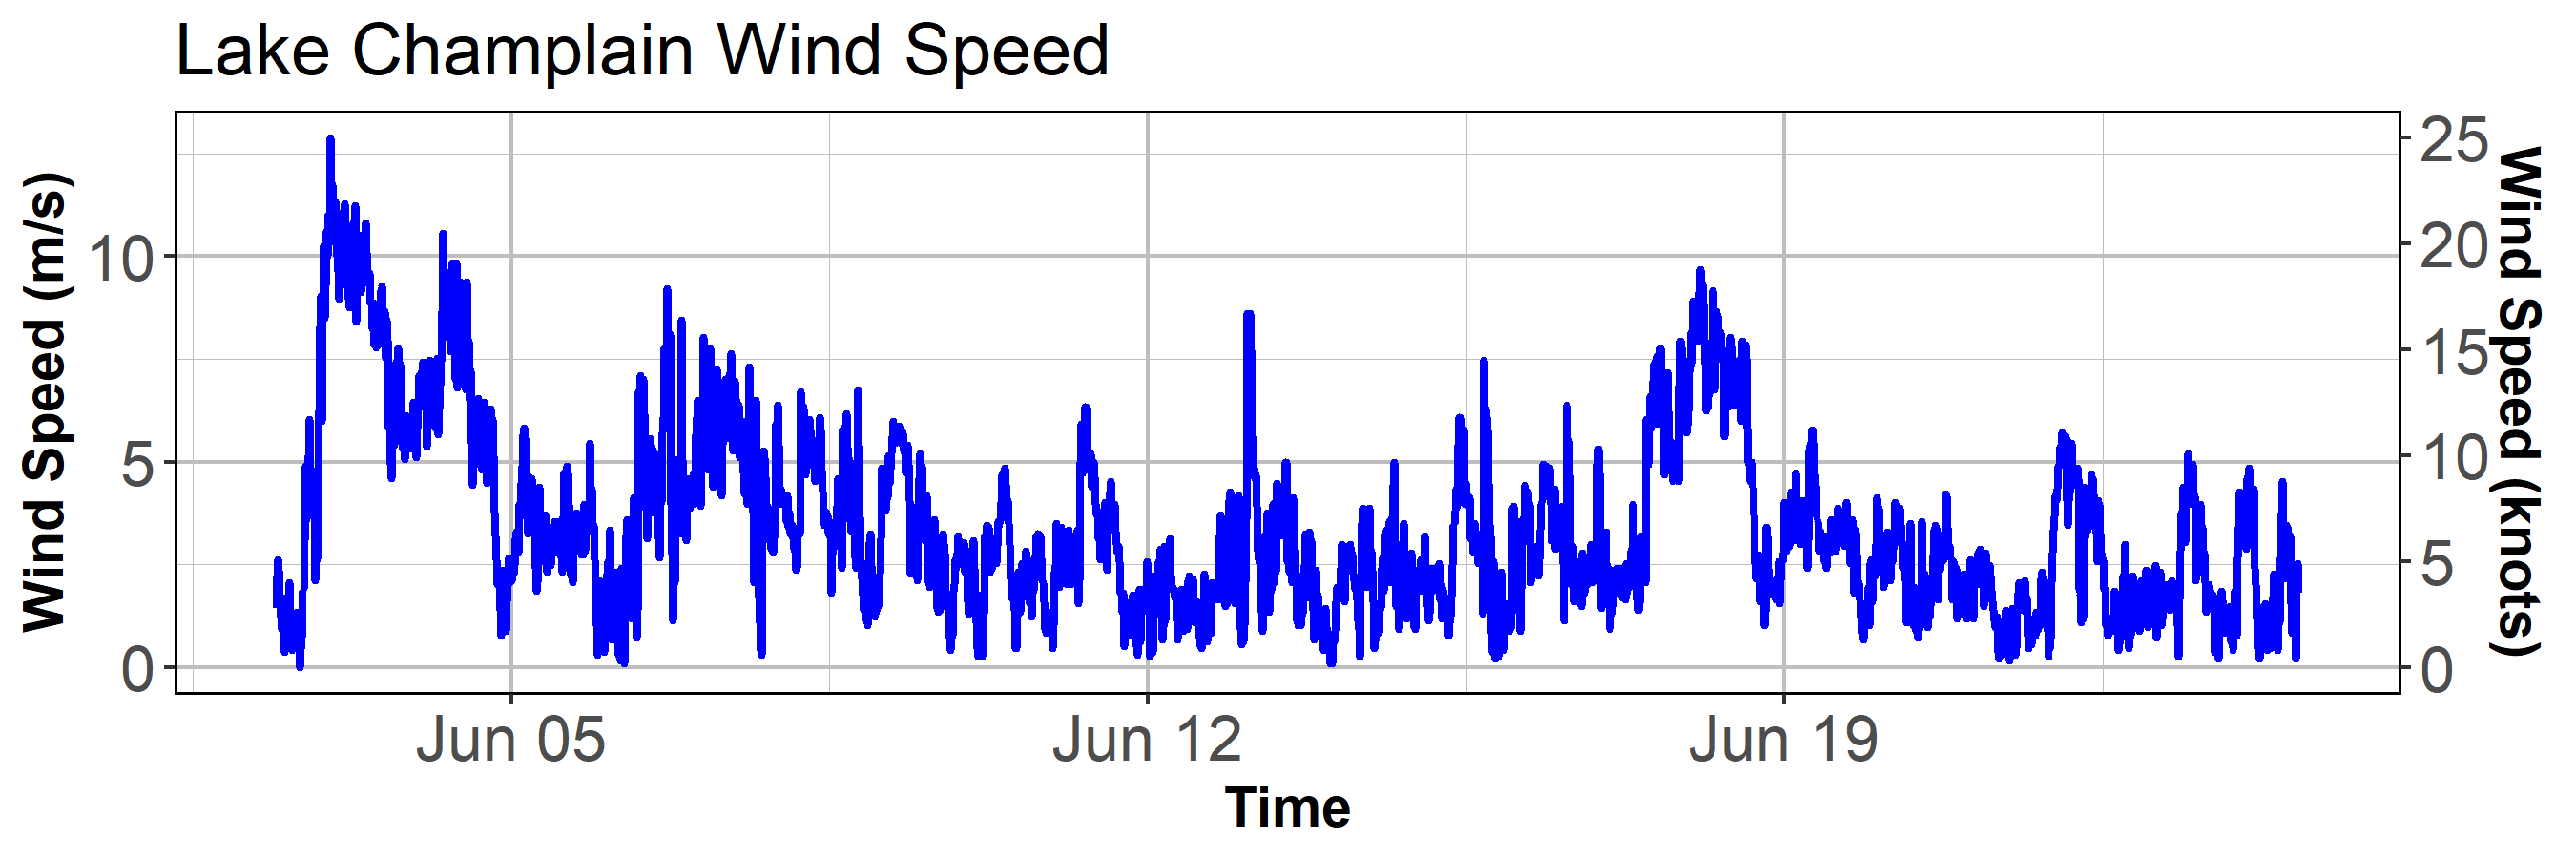 Lake Champlain Wind Speed
Wind Speed (m/s)
10
5
0
25
20
15
10
5
0
Wind Speed (knots)
Jun 05
Jun 12
Jun 19
Time